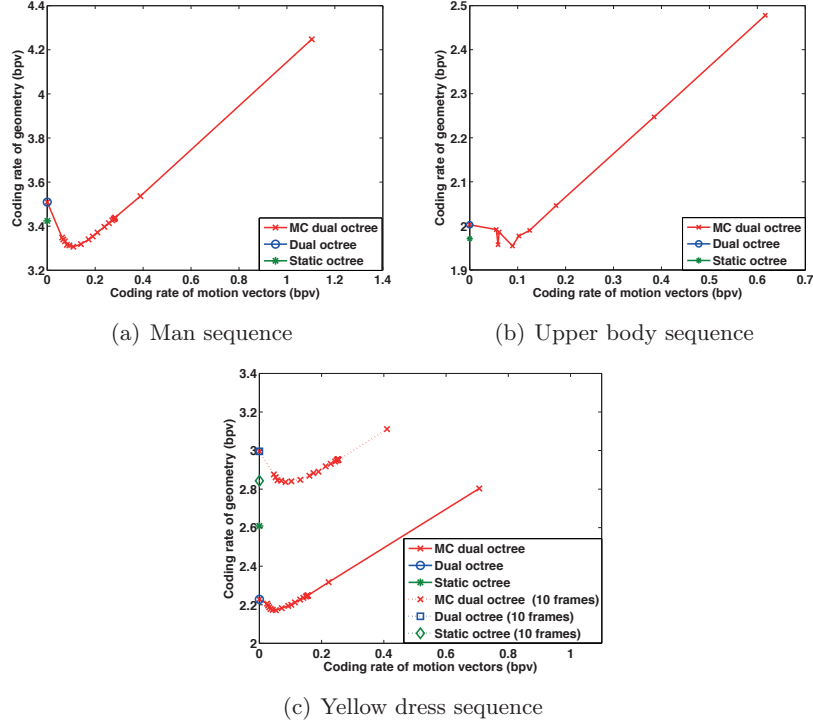 4.4
4.2
4
3.8
3.6
3.4
3.2
Coding rate of geometry (bpv)
0 0.2 0.4 0.6 0.8 1 1.2 1.4
Coding rate of motion vectors (bpv)
MC dual octree
Dual octree
Static octree
(a) Man sequence
2.5
2.4
2.3
2.2
2.1
2
1.9
Coding rate of geometry (bpv)
0 0.1 0.2 0.3 0.4 0.5 0.6 0.7
Coding rate of motion vectors (bpv)
MC dual octree
Dual octree
Static octree
(b) Upper body sequence
3.4
3.2
3
2.8
2.6
2.4
2.2
2
Coding rate of geometry (bpv)
0 0.2 0.4 0.6 0.8 1
Coding rate of motion vectors (bpv)
MC dual octree
Dual octree
Static octree
MC dual octree (10 frames)
Dual octree (10 frames)
Static octree (10 frames)
(c) Yellow dress sequence